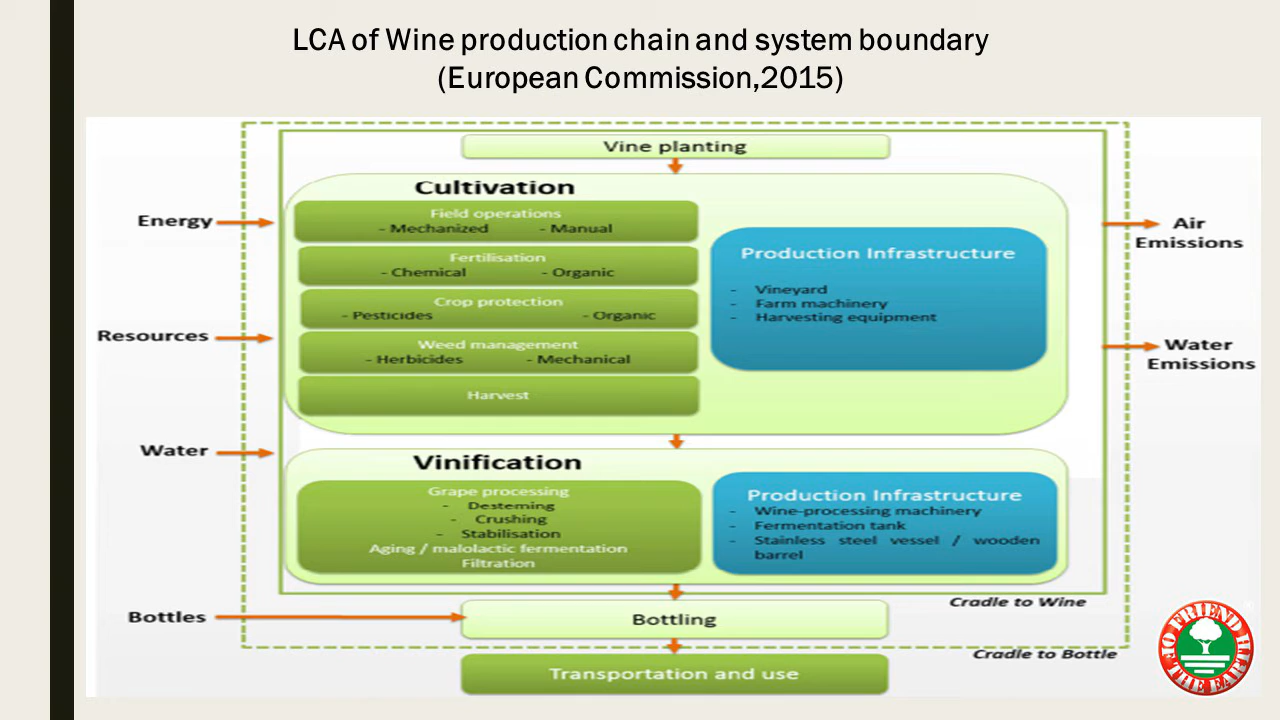 LCA of Wine production chain and system boundary
(European Commission,2015)
Vine planting
Cultivation
Field operations
- Mechanized - Manual
Fertilisation
- Chemical - Organic
Crop protection
- Pesticides - Organic
Weed management
- Herbicides - Mechanical
Harvest
Production Infrastructure
- Vineyard
- Farm machinery
- Harvesting equipment
Energy
Resources
Water
Bottles
Air
Emissions
Water
Emissions
Vinification
Grape processing
- Desteming
- Crushing
- Stabilisation
Aging / malolactic fermentation
Filtration
Production Infrastructure
- Wine-processing machinery
- Fermentation tank
- Stainless steel vessel / wooden
barrel
Cradle to Wine
Bottling
Cradle to Bottle
Transportation and use
FRIEND OF THE EARTH